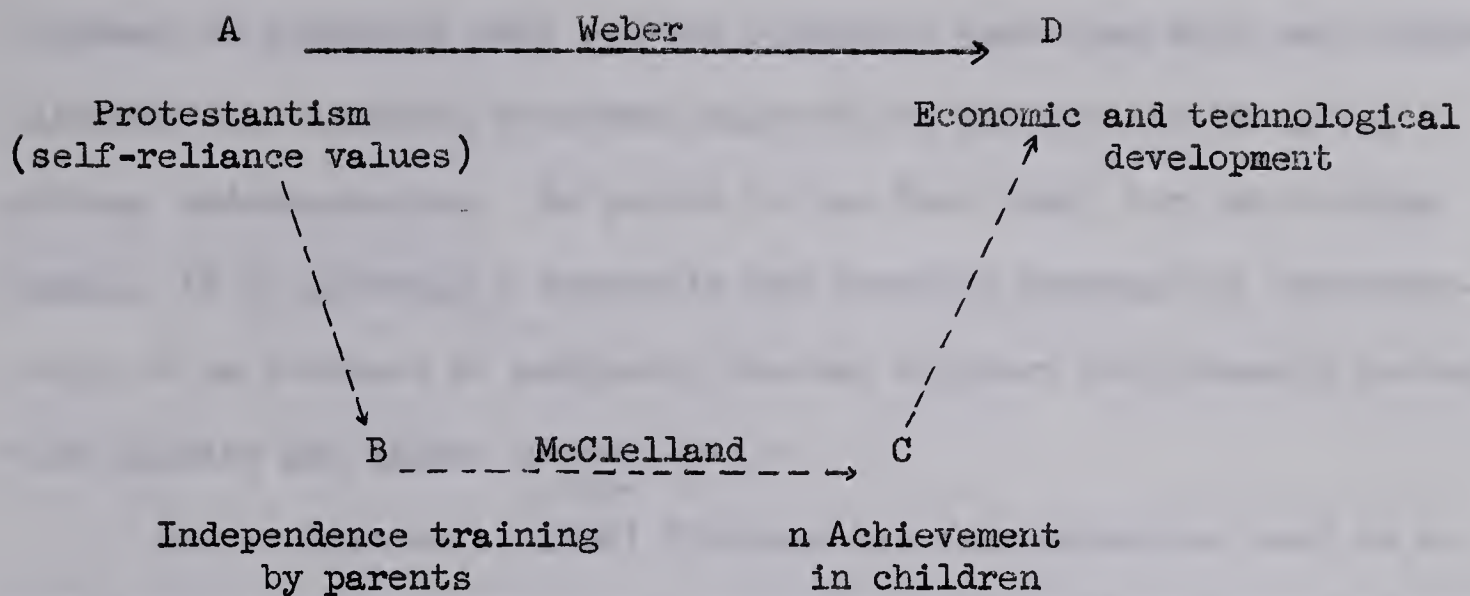 A Weber D
Protestantism
(self-reliance values)
Economic and technological
development
B McClelland C
Independence training
by parents
n Achievement
in children